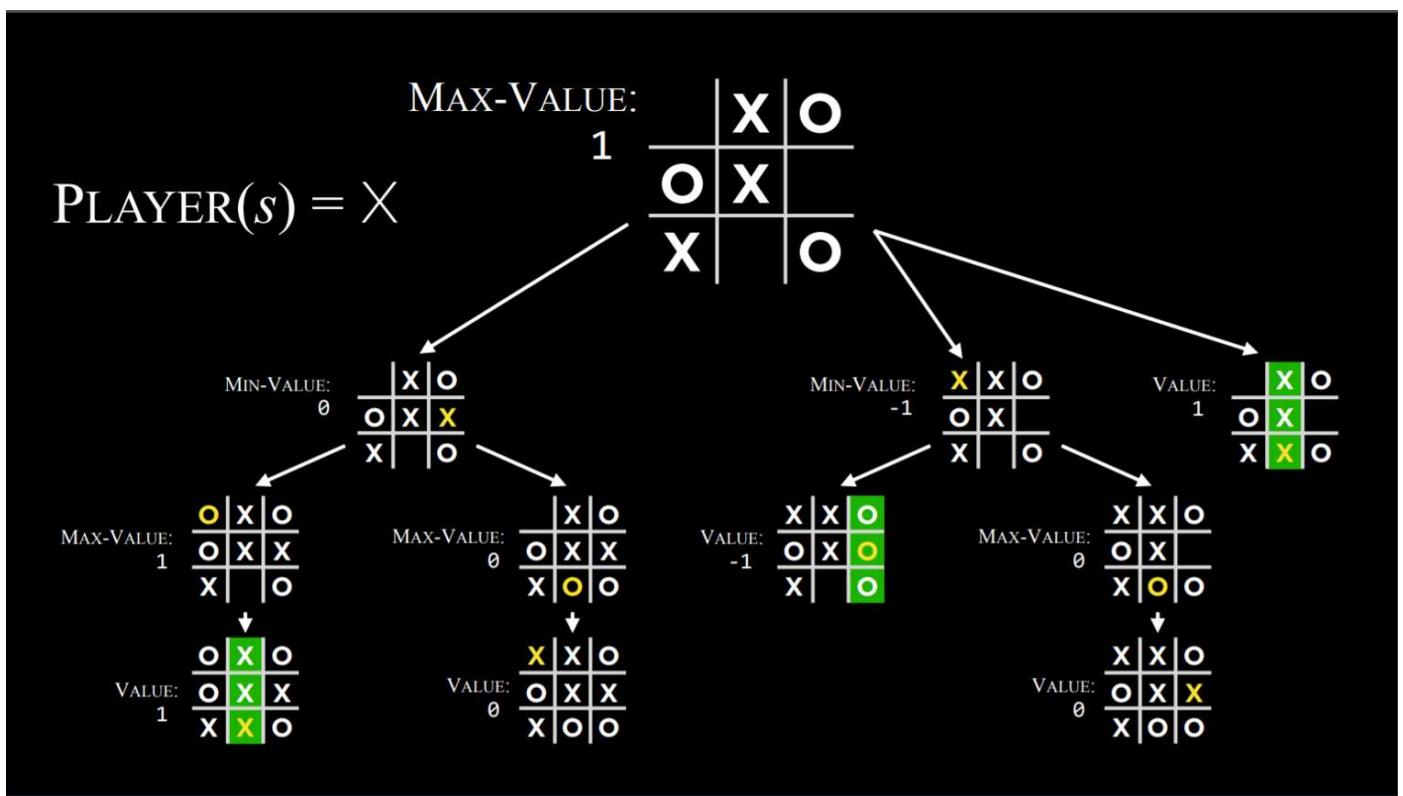 MAX-VALUE:
1
PLAYER(s) = X
X O
O X
X O
MIN-VALUE:
0
X O
O X X
X O
MIN-VALUE:
-1
X X O
O X
X O
VALUE:
1
X O
O X
X X O
MAX-VALUE:
1
O X O
O X X
X O
MAX-VALUE:
0
X O
O X X
X O O
VALUE:
-1
X X O
O X O
X O
MAX-VALUE:
0
X X O
O X
X O O
VALUE:
1
O X O
O X X
X X O
VALUE:
0
X X O
O X X
X O O
VALUE:
0
X X O
O X X
X O O